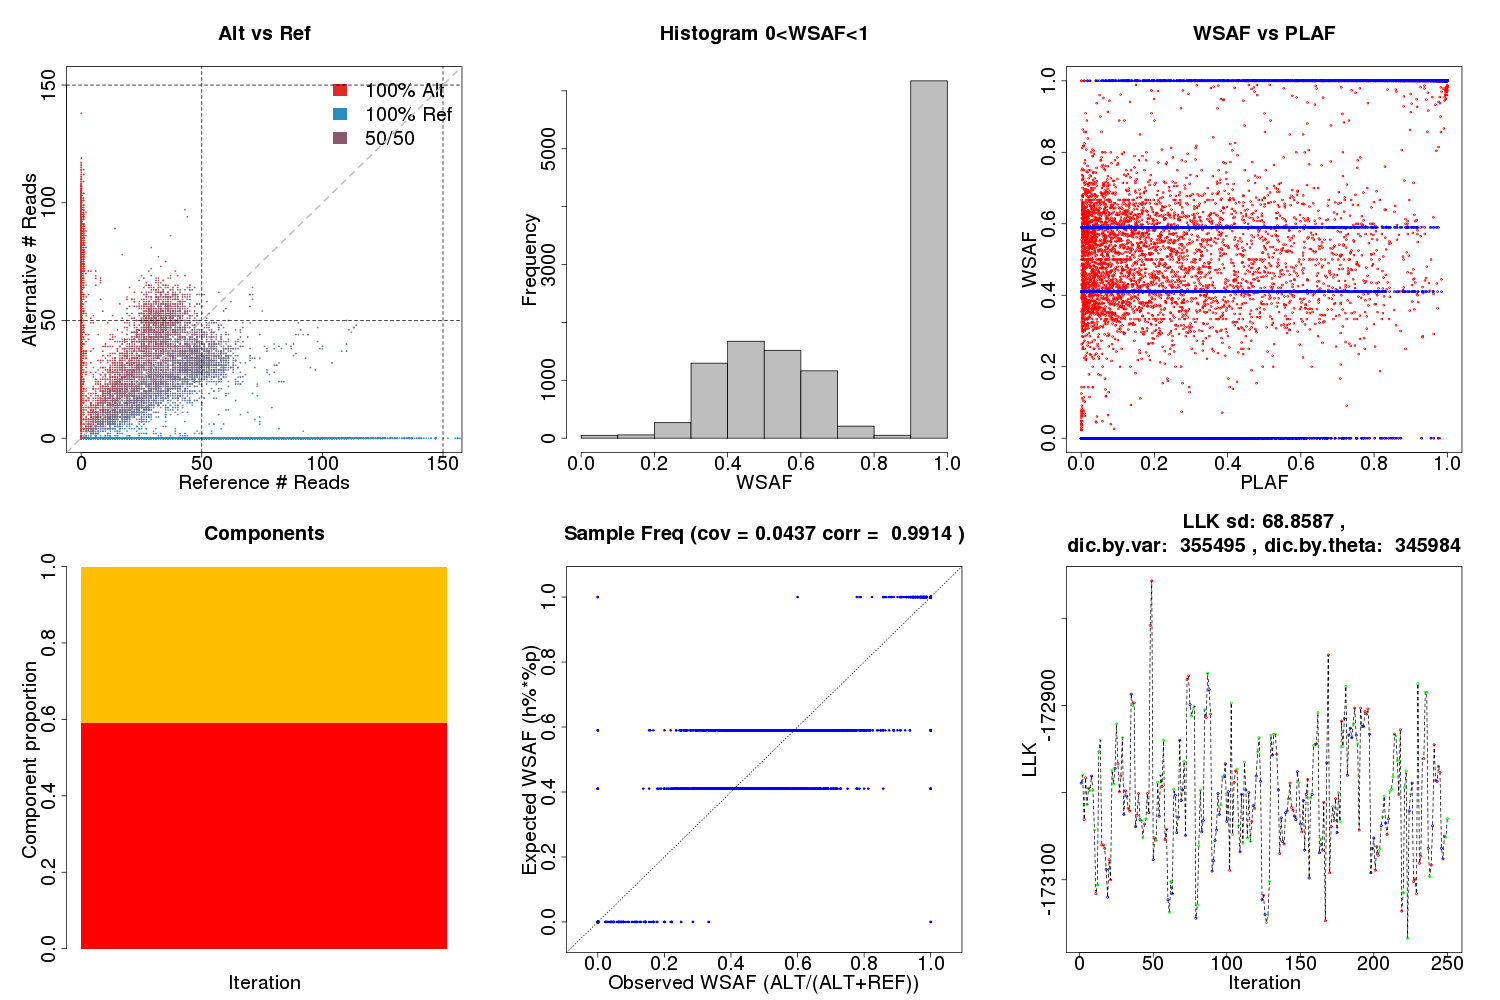 Alt vs Ref
150
100
50
0
Alternative # Reads
100% Alt
100% Ref
50/50
0 50 100 150
Reference # Reads
Histogram 0<WSAF<1
5000
3000
1000
0
Frequency
0.0 0.2 0.4 0.6 0.8 1.0
WSAF
WSAF vs PLAF
1.0
0.8
0.6
0.4
0.2
0.0
WSAF
0.0 0.2 0.4 0.6 0.8 1.0
PLAF
Components
1.0
0.8
0.6
0.4
0.2
0.0
Component proportion
Iteration
Sample Freq (cov = 0.0437 corr = 0.9914 )
1.0
0.8
0.6
0.4
0.2
0.0
Expected WSAF (h%*%p)
0.0 0.2 0.4 0.6 0.8 1.0
Observed WSAF (ALT/(ALT+REF))
LLK sd: 68.8587 ,
dic.by.var: 355495 , dic.by.theta: 345984
-172900
-173100
LLK
0 50 100 150 200 250
Iteration